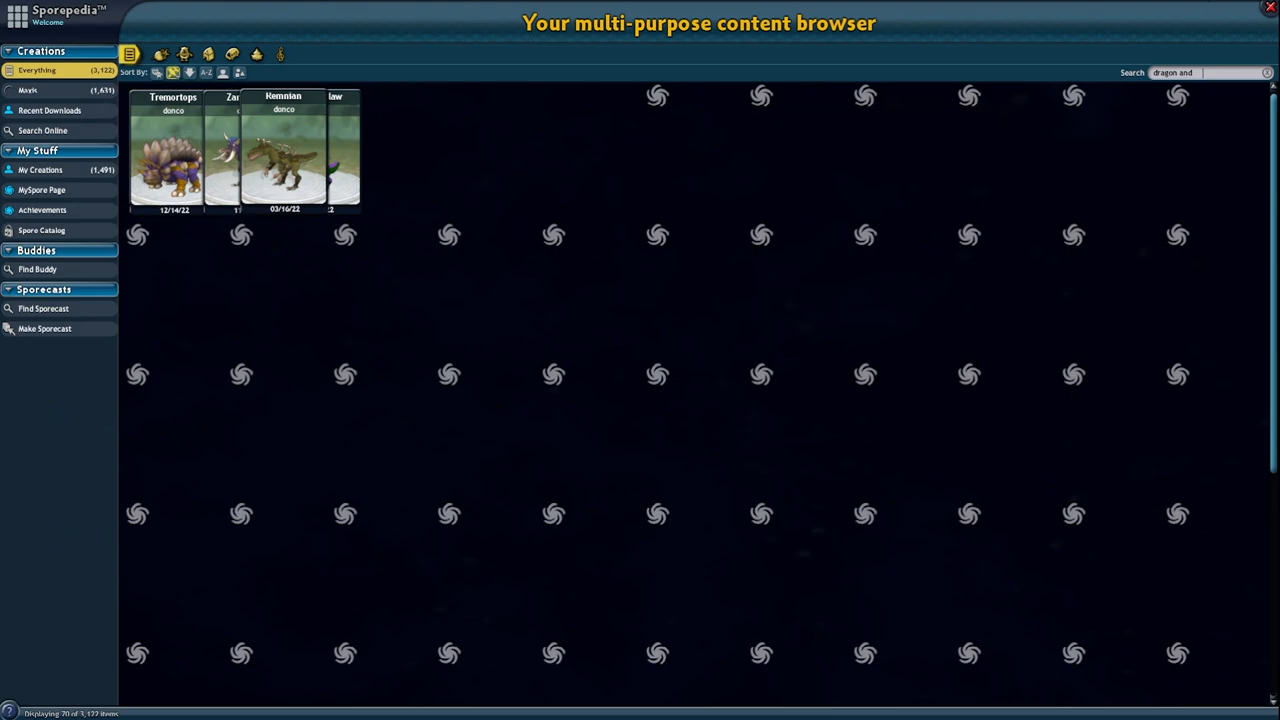 Sporepedia™
Welcome
Your multi-purpose content browser
Creations
Everything (3,122)
Maxis (1,631)
Recent Downloads
Search Online
My Stuff
My Creations (1,491)
MySpore Page
Achievements
Spore Catalog
Buddies
Find Buddy
Sporecasts
Find Sporecast
Make Sporecast
Sort By: A-Z
Search dragon and
Tremortops
donco
12/14/22
Zar
Remnian
donco
03/16/22
law
Displaying 70 of 3,122 items